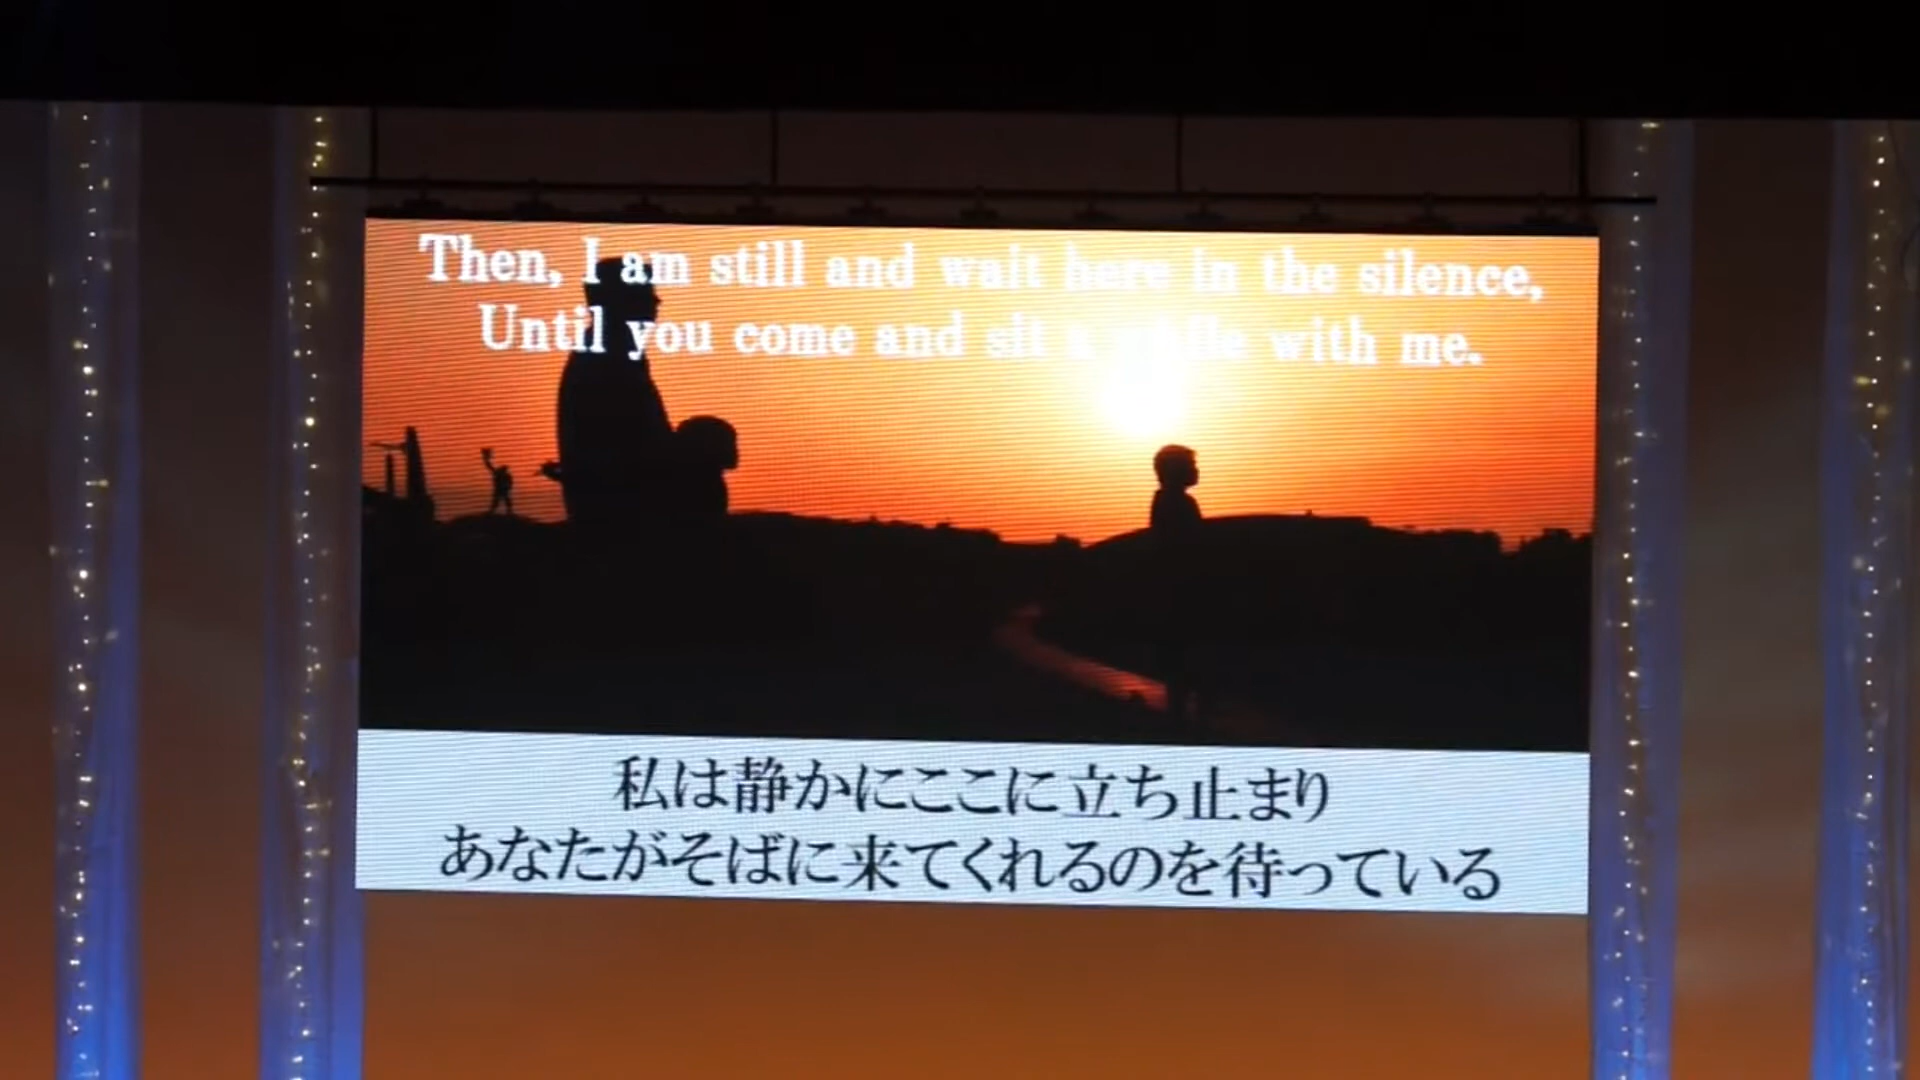 Then, I am still and wait here in the silence,
Until you come and sit a while with me.
私は静かにここに立ち止まり
あなたがそばに来てくれるのを待っている